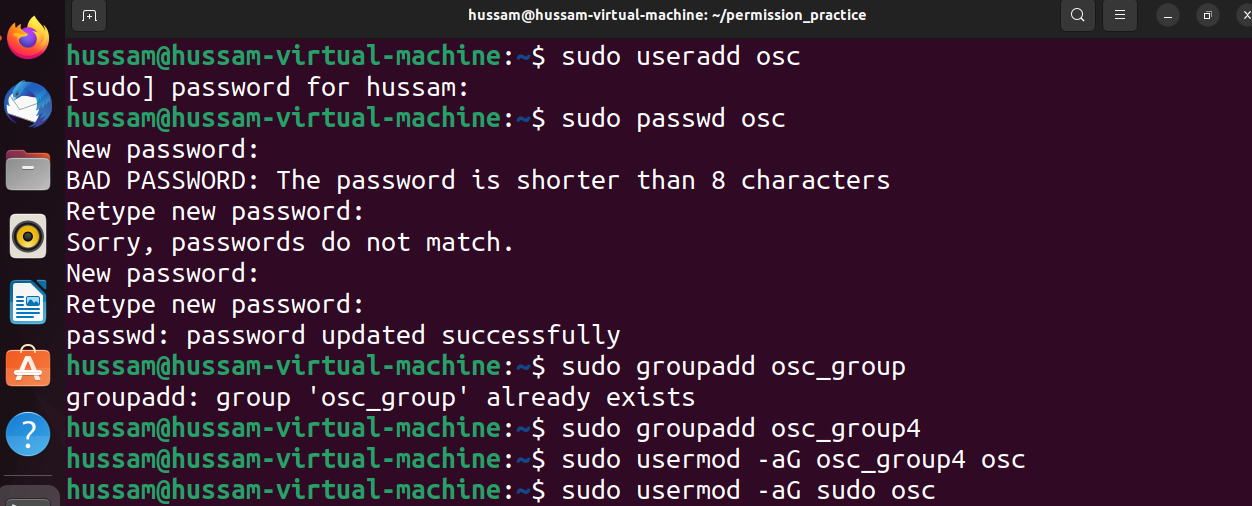 hussam@hussam-virtual-machine: ~/permission_practice
hussam@hussam-virtual-machine:~$ sudo useradd osc
[sudo] password for hussam:
hussam@hussam-virtual-machine:~$ sudo passwd osc
New password:
BAD PASSWORD: The password is shorter than 8 characters
Retype new password:
Sorry, passwords do not match.
New password:
Retype new password:
passwd: password updated successfully
hussam@hussam-virtual-machine:~$ sudo groupadd osc_group
groupadd: group 'osc_group' already exists
hussam@hussam-virtual-machine:~$ sudo groupadd osc_group4
hussam@hussam-virtual-machine:~$ sudo usermod -aG osc_group4 osc
hussam@hussam-virtual-machine:~$ sudo usermod -aG sudo osc